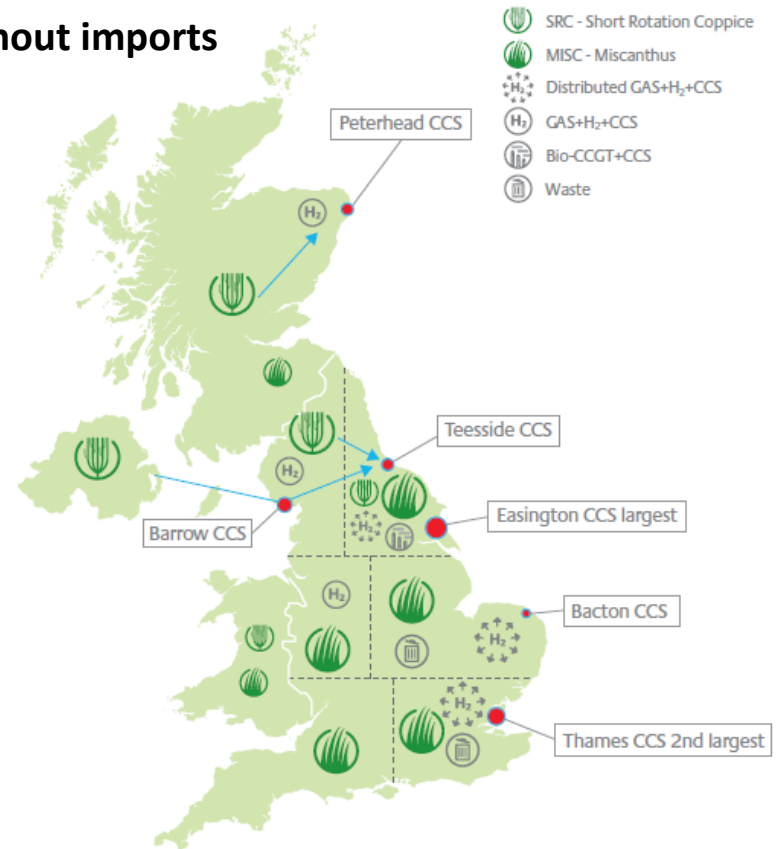 hout imports
SRC - Short Rotation Coppice
MISC - Miscanthus
Distributed GAS+H₂+CCS
GAS+H₂+CCS
Bio-CCGT+CCS
Waste
H₂
H₂
Peterhead CCS
H₂
Teesside CCS
H₂
Barrow CCS
H₂
Easington CCS largest
H₂
Bacton CCS
H₂
H₂
Thames CCS 2nd largest